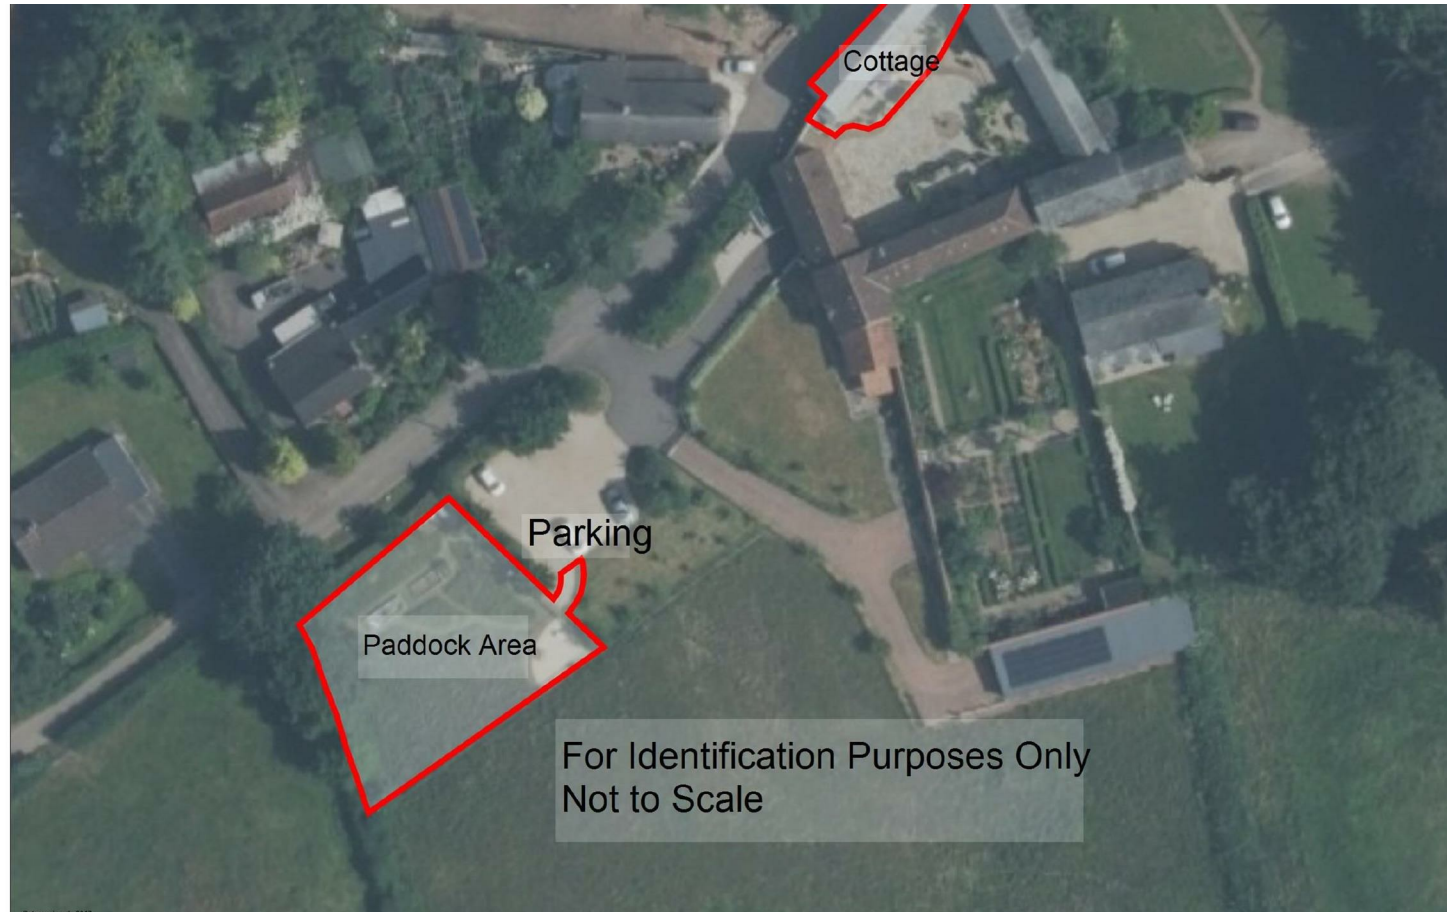 Cottage
Parking
Paddock Area
For Identification Purposes Only
Not to Scale